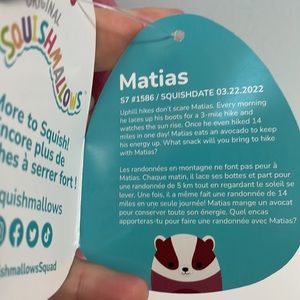 ORIGINAL
SQUISHMALLOWS
More to Squish!
ncore plus de
hes à serrer fort !
squishmallows
ishmallowsSquad
Matias
S7 #1586 / SQUISHDATE 03.22.2022
Uphill hikes don't scare Matias. Every morning
he laces up his boots for a 3-mile hike and
watches the sun rise. Once he even hiked 14
miles in one day! Matias eats an avocado to keep
his energy up. What snack will you bring to hike
with Matias?
Les randonnées en montagne ne font pas peur à
Matias. Chaque matin, il lace ses bottes et part pour
une randonnée de 5 km tout en regardant le soleil se
lever. Une fois, il a même fait une randonnée de 14
miles en une seule journée! Matias mange un avocat
pour conserver toute son énergie. Quel encas
apporteras-tu pour faire une randonnée avec Matias?